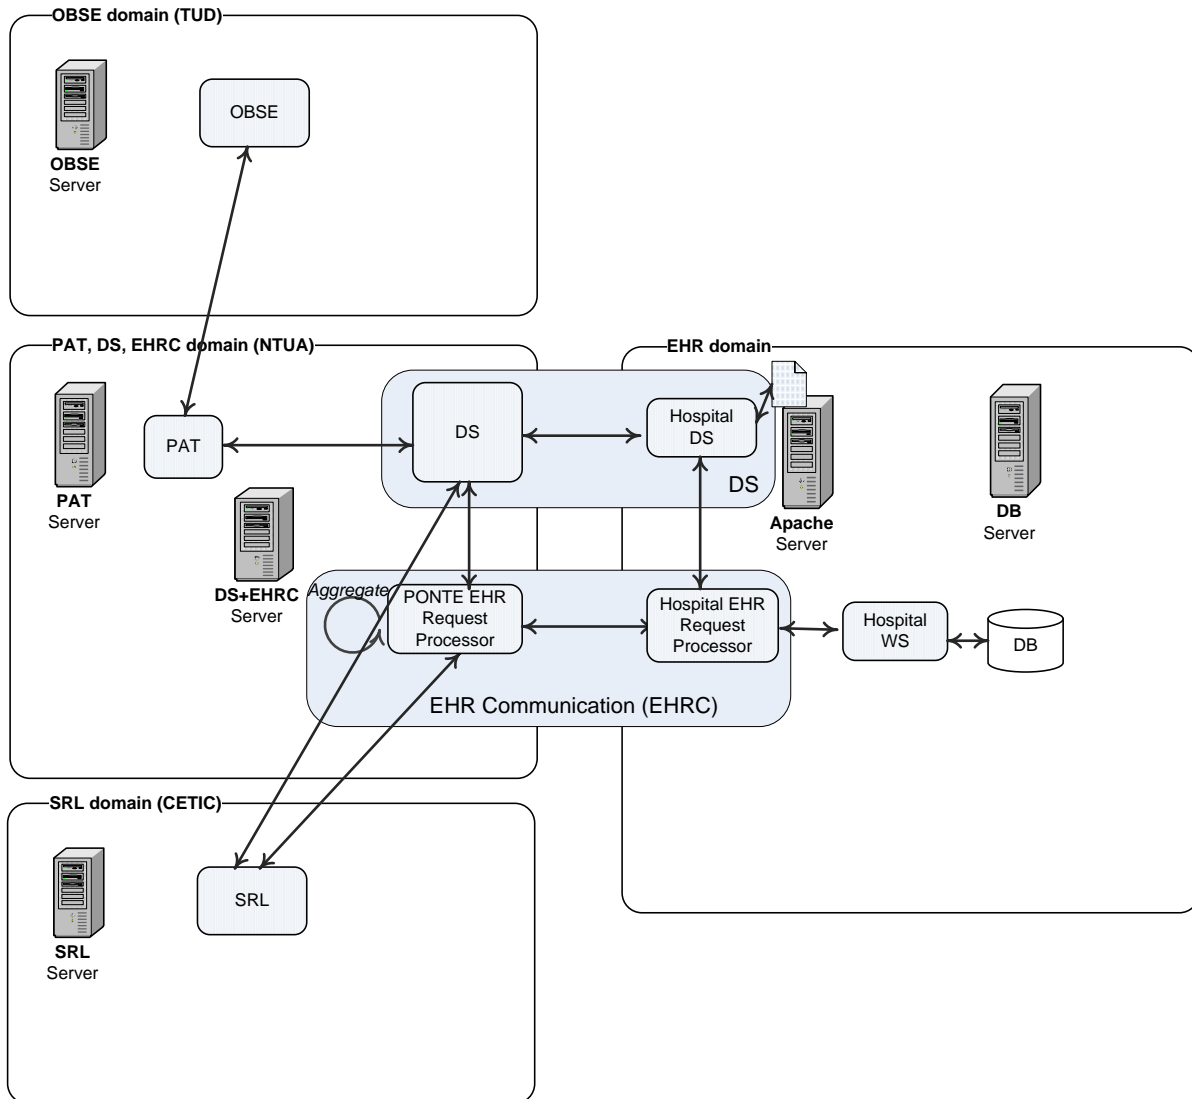 OBSE domain (TUD)
OBSE
OBSE
Server
PAT, DS, EHRC domain (NTUA)
EHR domain
DS
Hospital
DS
PAT
DS
PAT
Server
Apache
Server
DB
Server
DS+EHRC
Server
Aggregate
PONTE EHR
Request
Processor
Hospital EHR
Request
Processor
Hospital
WS
DB
EHR Communication (EHRC)
SRL domain (CETIC)
SRL
SRL
Server